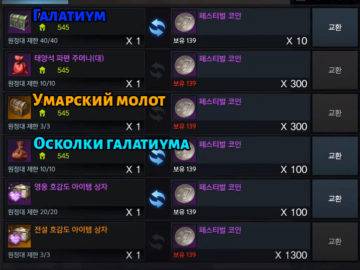 Галатиум
545
페스티벌 코인
원정대 제한 40/40
X 1
보유 139
X 10
교환
태양석 파편 주머니(대)
545
페스티벌 코인
원정대 제한 10/10
X 1
보유 139
X 300
교환
Умарский молот
545
페스티벌 코인
원정대 제한 3/3
X 1
보유 139
X 300
교환
Осколки галатиума
545
페스티벌 코인
원정대 제한 10/10
X 1
보유 139
X 100
교환
영웅 호감도 아이템 상자
페스티벌 코인
원정대 제한 20/20
X 1
보유 139
X 100
교환
전설 호감도 아이템 상자
페스티벌 코인
원정대 제한 3/3
X 1
보유 139
X 1300
교환